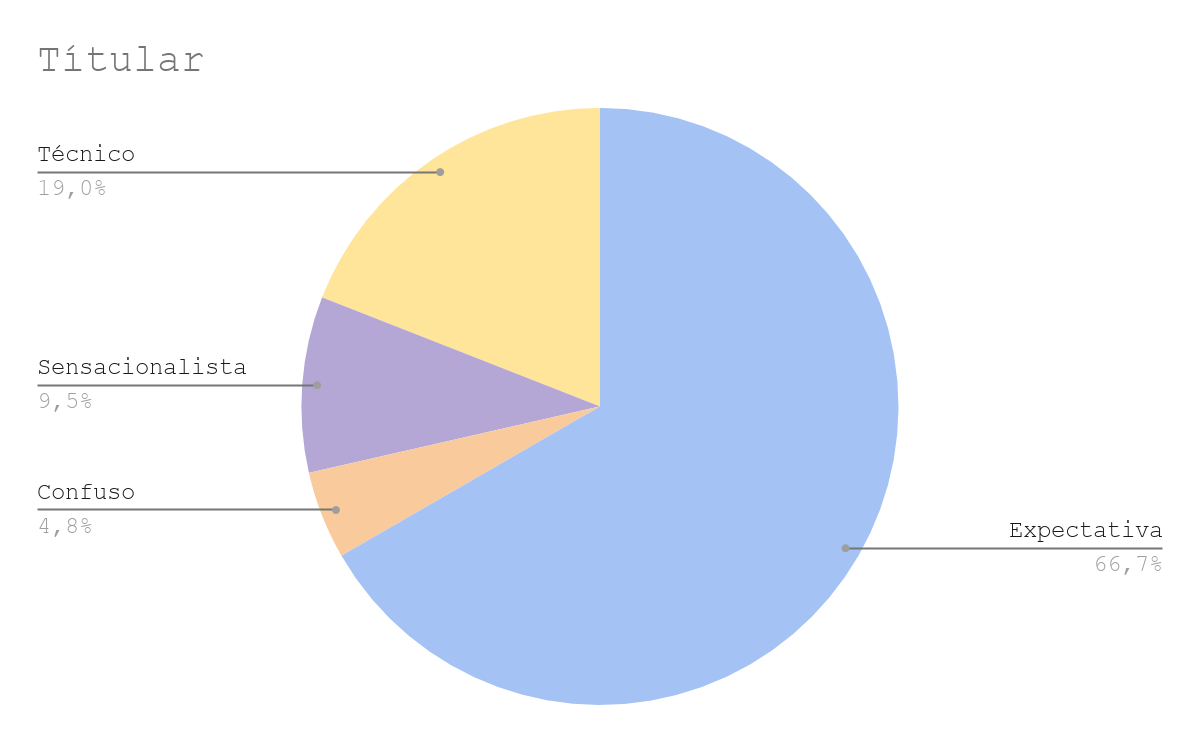 Títular
Técnico
19,0%
Sensacionalista
9,5%
Confuso
4,8%
Expectativa
66,7%